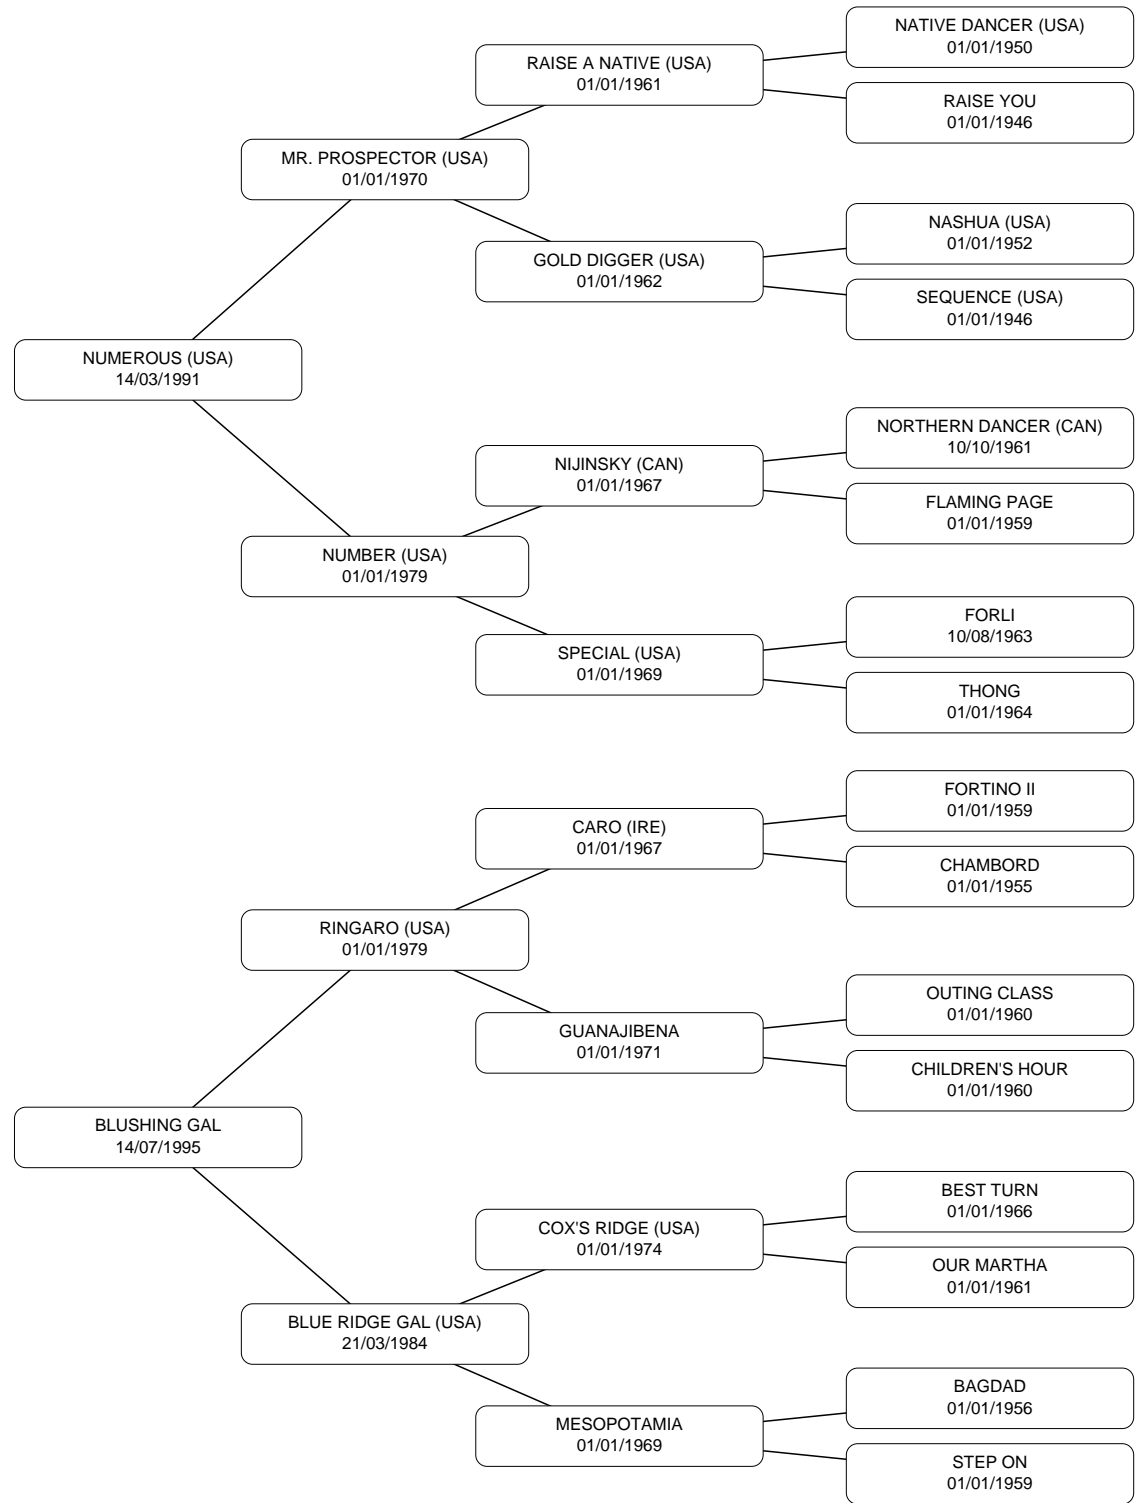 NATIVE DANCER (USA)
01/01/1950
RAISE A NATIVE (USA)
01/01/1961
RAISE YOU
01/01/1946
MR. PROSPECTOR (USA)
01/01/1970
NASHUA (USA)
01/01/1952
GOLD DIGGER (USA)
01/01/1962
SEQUENCE (USA)
01/01/1946
NUMEROUS (USA)
14/03/1991
NORTHERN DANCER (CAN)
10/10/1961
NIJINSKY (CAN)
01/01/1967
FLAMING PAGE
01/01/1959
NUMBER (USA)
01/01/1979
FORLI
10/08/1963
SPECIAL (USA)
01/01/1969
THONG
01/01/1964
FORTINO II
01/01/1959
CARO (IRE)
01/01/1967
CHAMBORD
01/01/1955
RINGARO (USA)
01/01/1979
OUTING CLASS
01/01/1960
GUANAJIBENA
01/01/1971
CHILDREN'S HOUR
01/01/1960
BLUSHING GAL
14/07/1995
BEST TURN
01/01/1966
COX'S RIDGE (USA)
01/01/1974
OUR MARTHA
01/01/1961
BLUE RIDGE GAL (USA)
21/03/1984
BAGDAD
01/01/1956
MESOPOTAMIA
01/01/1969
STEP ON
01/01/1959